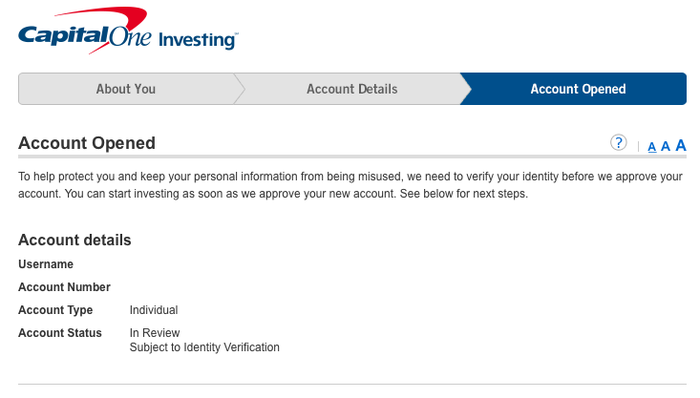 Capital One Investing℠
About You
Account Details
Account Opened
Account Opened
? | A A A
To help protect you and keep your personal information from being misused, we need to verify your identity before we approve your
account. You can start investing as soon as we approve your new account. See below for next steps.
Account details
Username
Account Number
Account Type Individual
Account Status In Review
Subject to Identity Verification